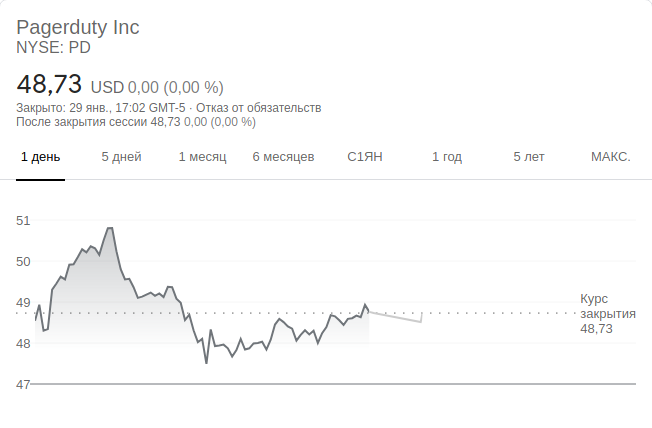 Pagerduty Inc
NYSE: PD
48,73 USD 0,00 (0,00 %)
Закрыто: 29 янв., 17:02 GMT-5 · Отказ от обязательств
После закрытия сессии 48,73 0,00 (0,00 %)
1 день 5 дней 1 месяц 6 месяцев С1ЯН 1 год 5 лет МАКС.
51
50
49
48
47
Курс
закрытия
48,73